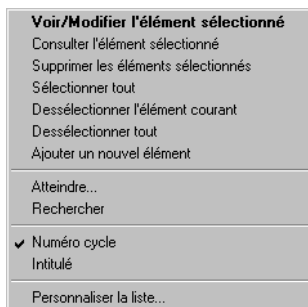 Voir/Modifier l'élément sélectionné
Consulter l'élément sélectionné
Supprimer les éléments sélectionnés
Sélectionner tout
Dessélectionner l'élément courant
Dessélectionner tout
Ajouter un nouvel élément
Atteindre...
Rechercher
Numéro cycle
Intitulé
Personnaliser la liste...